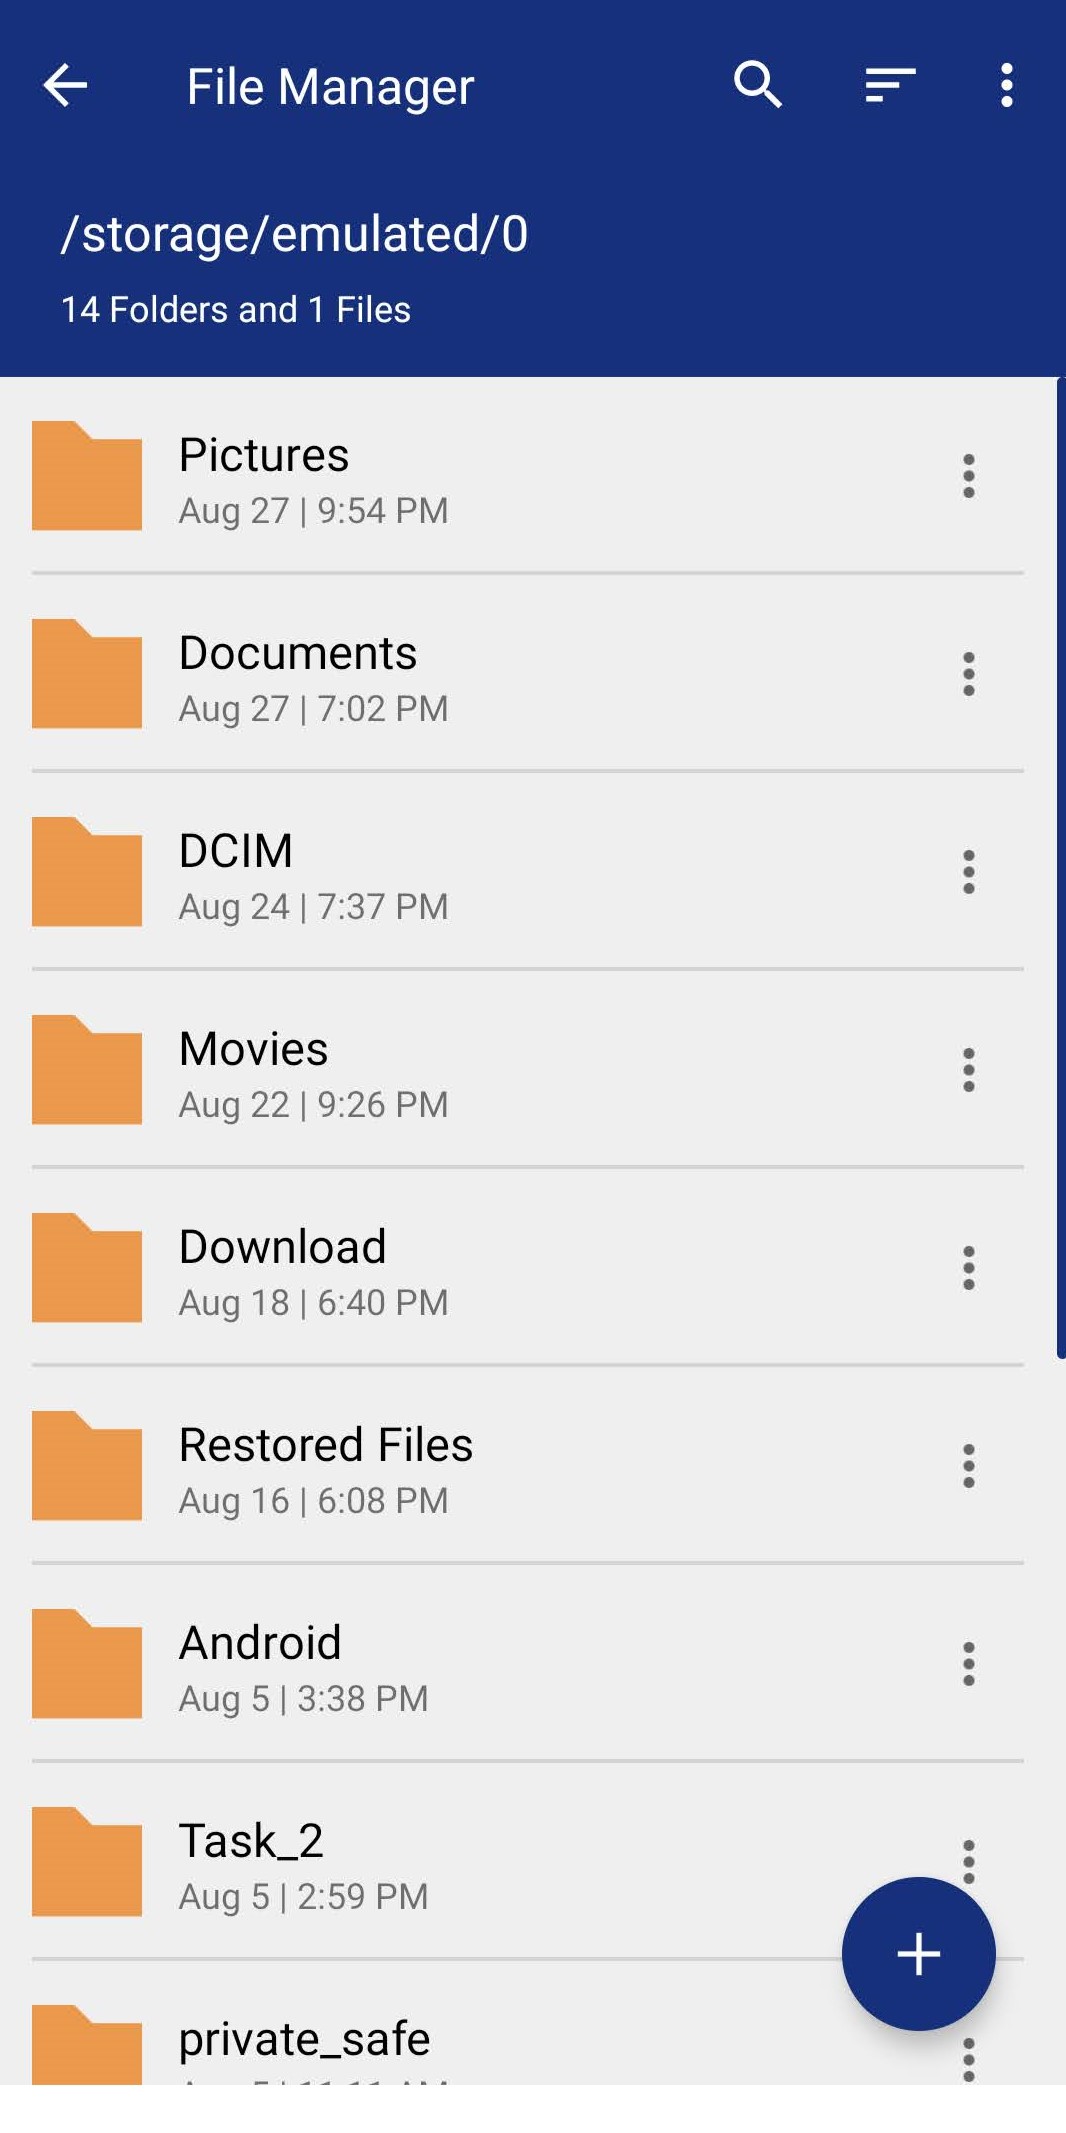 File Manager
/storage/emulated/0
14 Folders and 1 Files
Pictures
Aug 27 | 9:54 PM
Documents
Aug 27 | 7:02 PM
DCIM
Aug 24 | 7:37 PM
Movies
Aug 22 | 9:26 PM
Download
Aug 18 | 6:40 PM
Restored Files
Aug 16 | 6:08 PM
Android
Aug 5 | 3:38 PM
Task_2
Aug 5 | 2:59 PM
private_safe